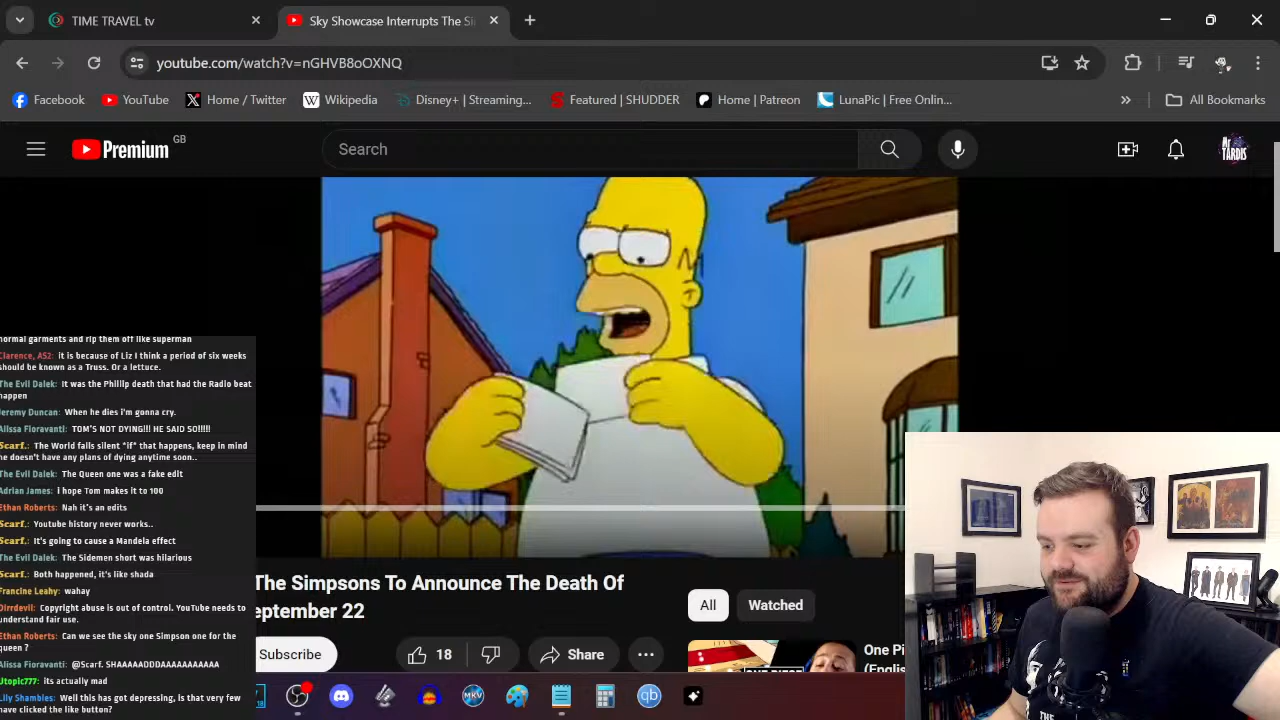 TIME TRAVEL tv
Sky Showcase Interrupts The Si
youtube.com/watch?v=nGHVB8oOXNQ
Facebook YouTube Home / Twitter Wikipedia Disney+ | Streaming... Featured | SHUDDER Home | Patreon LunaPic | Free Onlin... » All Bookmarks
Premium GB
Search
MR TARDIS
normal garments and rip them off like superman
Clarence, AS2: it is because of Liz I think a period of six weeks
should be known as a Truss. Or a lettuce.
The Evil Dalek: It was the Phillip death that had the Radio beat
happen
Jeremy Duncan: When he dies i'm gonna cry.
Alissa Fioravanti: TOM'S NOT DYING!!! HE SAID SO!!!!!
Scarf.: The World falls silent *if* that happens, keep in mind
he doesn't have any plans of dying anytime soon..
The Evil Dalek: The Queen one was a fake edit
Adrian James: i hope Tom makes it to 100
Ethan Roberts: Nah it's an edits
Scarf.: Youtube history never works..
Scarf.: It's going to cause a Mandela effect
The Evil Dalek: The Sidemen short was hilarious
Scarf.: Both happened, it's like shada
Francine Leahy: wahay
Dirrdevil: Copyright abuse is out of control. YouTube needs to
understand fair use.
Ethan Roberts: Can we see the sky one Simpson one for the
queen ?
Alissa Fioravanti: @Scarf. SHAAAAADDDAAAAAAAAAAA
Utopic777: its actually mad
Lily Shambles: Well this has got depressing, is that very few
have clicked the like button?
The Simpsons To Announce The Death Of
eptember 22
Subscribe
18
Share
All
Watched
One Pi
(Englis
MKV
qb
THE